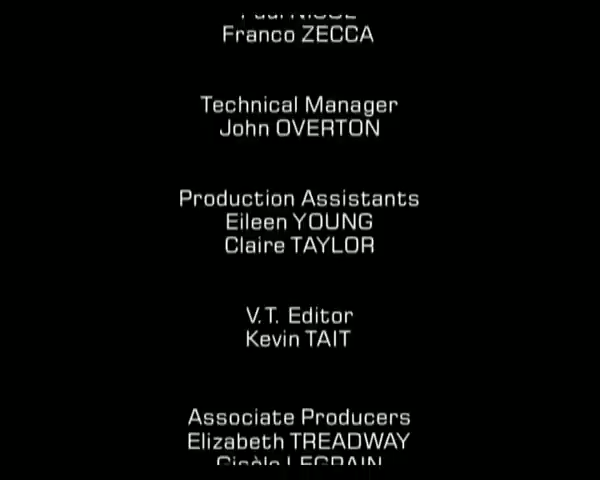 Franco ZECCA
Technical Manager
John OVERTON
Production Assistants
Eileen YOUNG
Claire TAYLOR
V.T. Editor
Kevin TAIT
Associate Producers
Elizabeth TREADWAY
Gisèle LEGRAIN